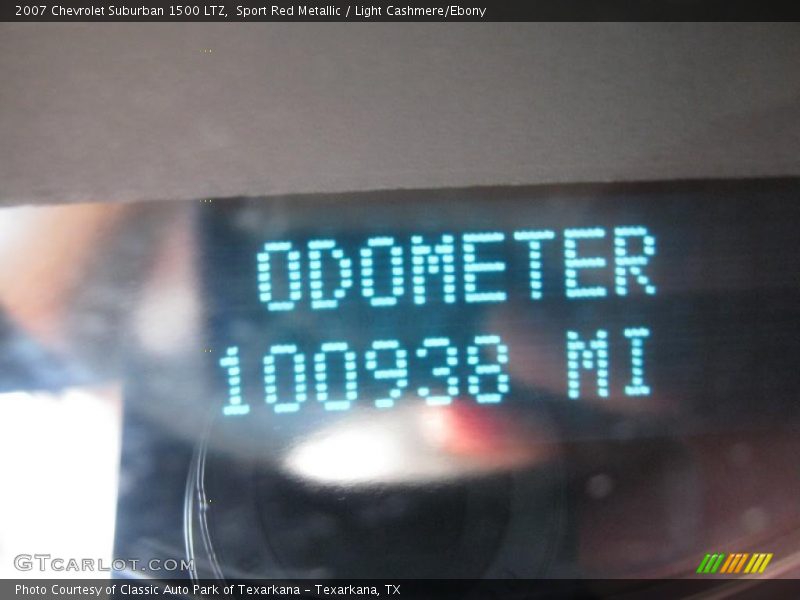 2007 Chevrolet Suburban 1500 LTZ, Sport Red Metallic / Light Cashmere/Ebony
ODOMETER
100938 MI
GTCARLOT.COM
Photo Courtesy of Classic Auto Park of Texarkana - Texarkana, TX